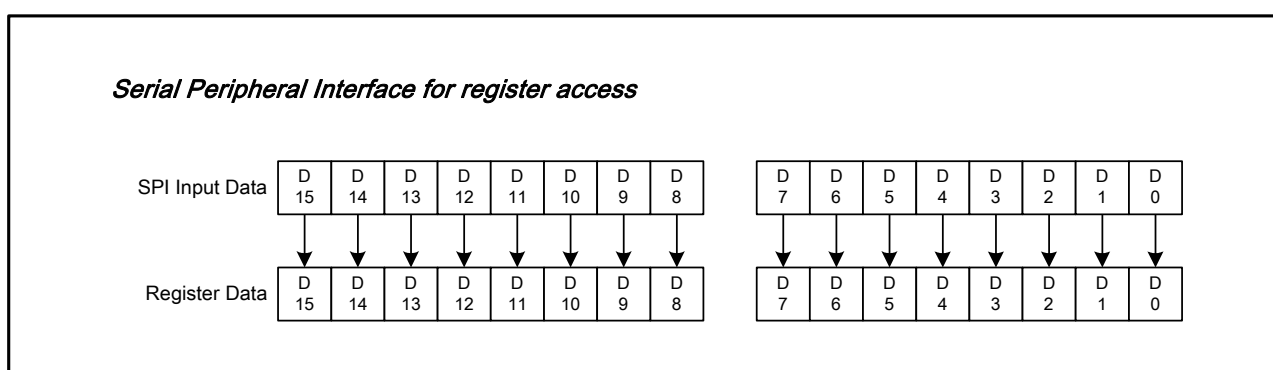 Serial Peripheral Interface for register access
SPI Input Data D 15 D 14 D 13 D 12 D 11 D 10 D 9 D 8 D 7 D 6 D 5 D 4 D 3 D 2 D 1 D 0
Register Data D 15 D 14 D 13 D 12 D 11 D 10 D 9 D 8 D 7 D 6 D 5 D 4 D 3 D 2 D 1 D 0